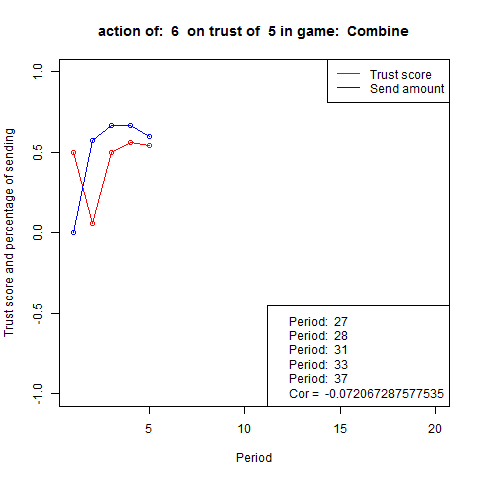 action of:  6  on trust of  5 in game:  Combine
Trust score
Send amount
Trust score and percentage of sending
1.0
0.5
0.0
-0.5
-1.0
Period:  27
Period:  28
Period:  31
Period:  33
Period:  37
Cor =  -0.072067287577535
5
10
15
20
Period